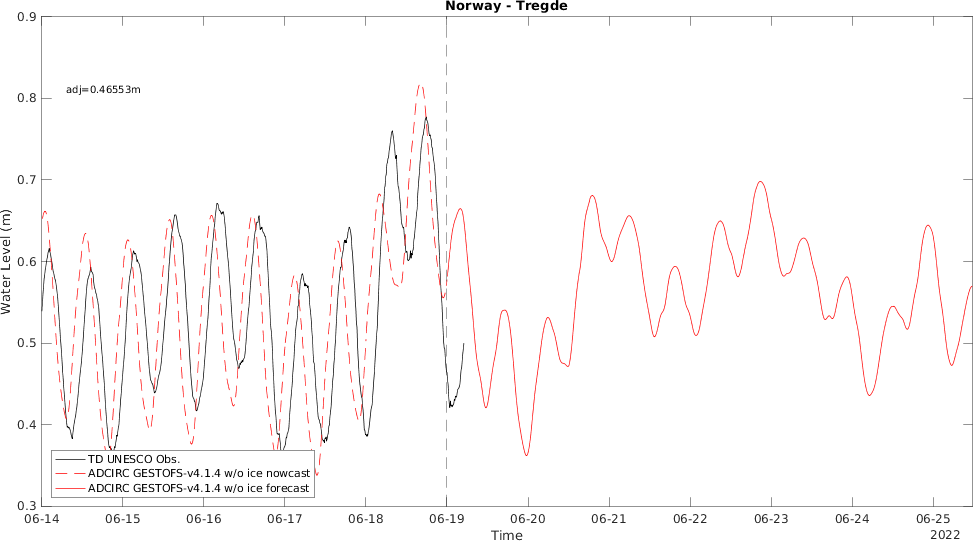 Norway - Tregde
0.9
0.8
0.7
0.6
0.5
0.4
0.3
Water Level (m)
adj=0.46553m
TD UNESCO Obs.
ADCIRC GESTOFS-v4.1.4 w/o ice nowcast
ADCIRC GESTOFS-v4.1.4 w/o ice forecast
06-14 06-15 06-16 06-17 06-18 06-19 06-20 06-21 06-22 06-23 06-24 06-25
Time
2022